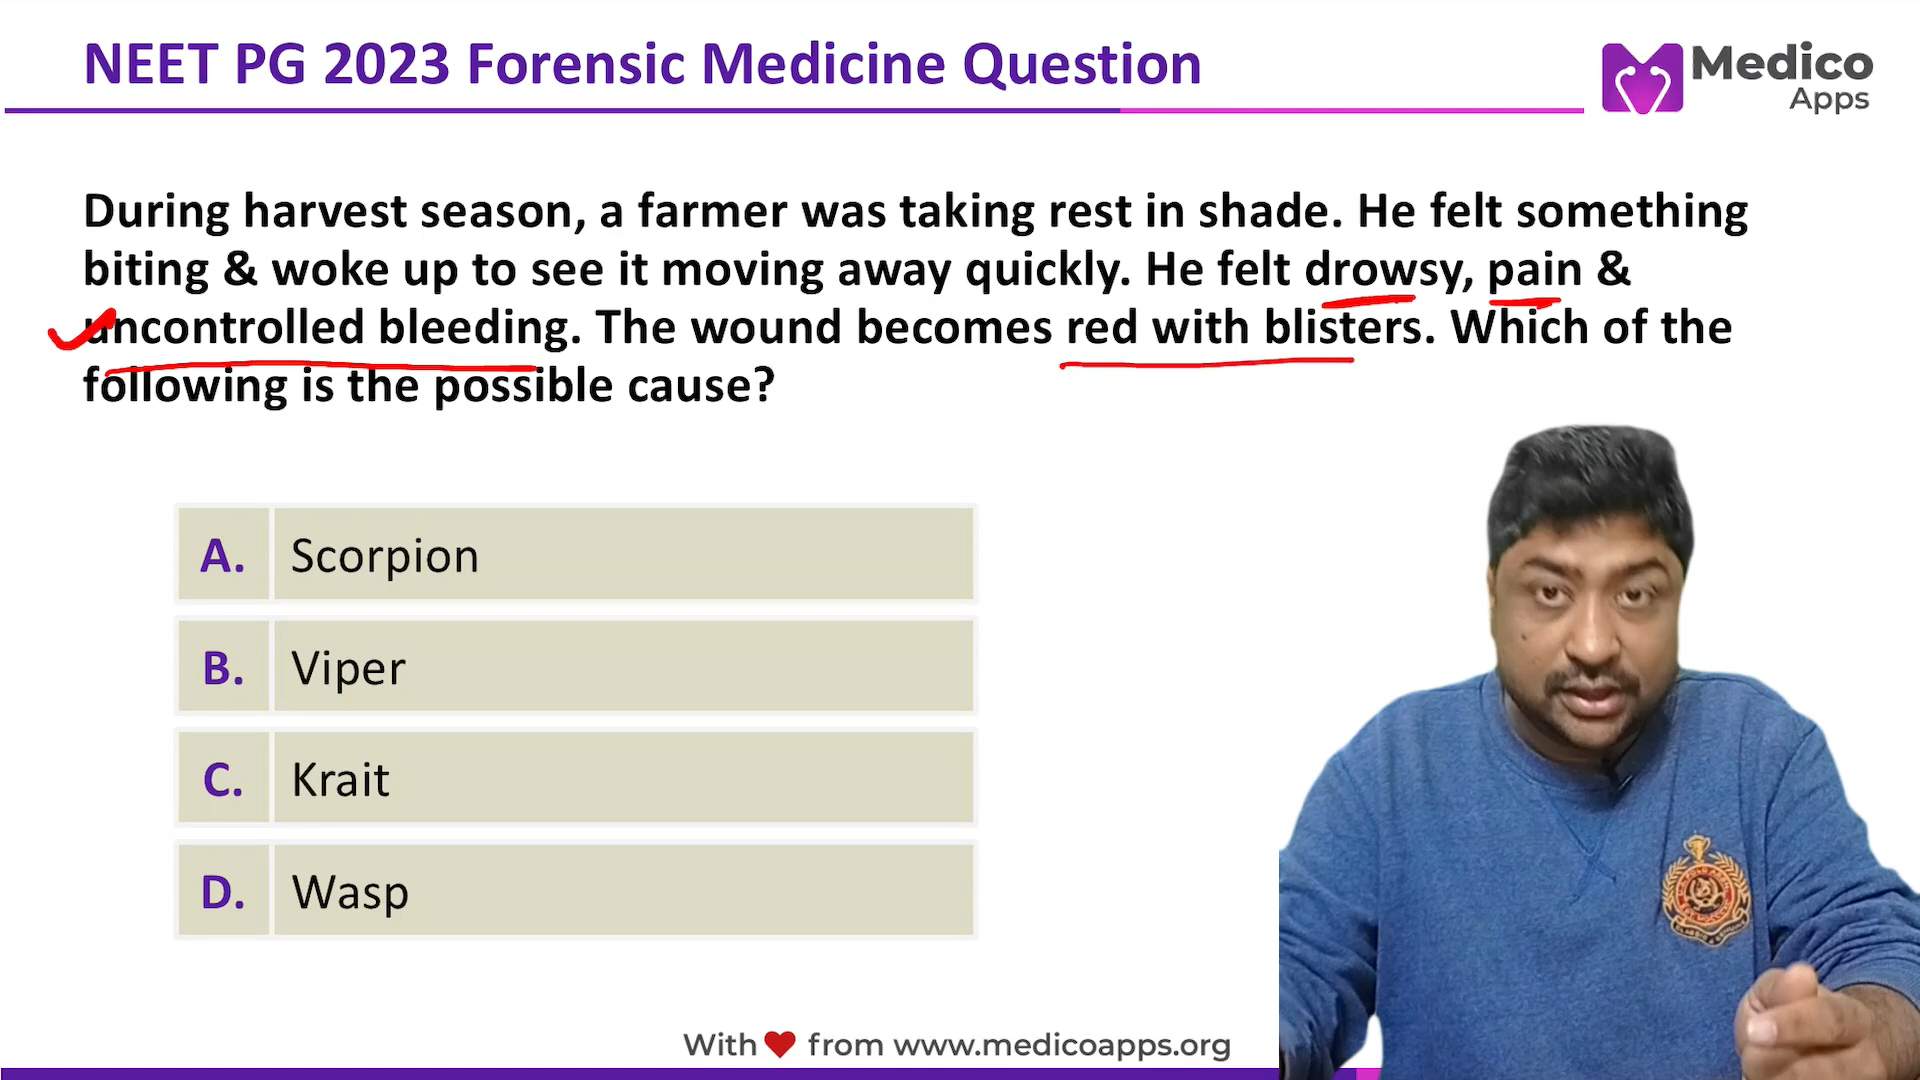 NEET PG 2023 Forensic Medicine Question
Medico
Apps
During harvest season, a farmer was taking rest in shade. He felt something
biting & woke up to see it moving away quickly. He felt drowsy, pain &
uncontrolled bleeding. The wound becomes red with blisters. Which of the
following is the possible cause?
A. Scorpion
B. Viper
C. Krait
D. Wasp
With ❤ from www.medicoapps.org